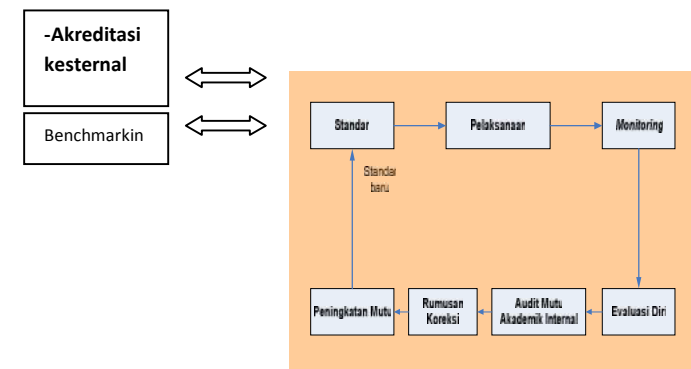 -Akreditasi
kesternal
Benchmarkin
Standar
Pelaksanaan
Monitoring
Standar
baru
Peningkatan Mutu
Rumusan
Koreksi
Audit Mutu
Akademik Internal
Evaluasi Diri